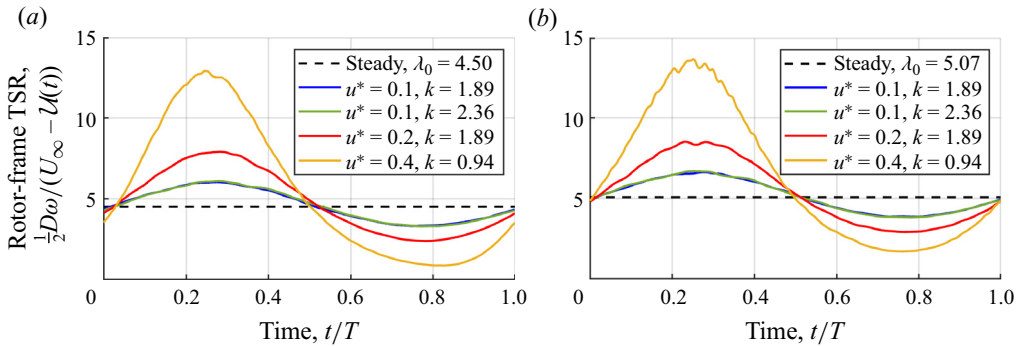 (a)
(b)
Rotor-frame TSR,
½Dω/(U∞ − 𝒰(t))
15
10
5
0
0.2
0.4
0.6
0.8
1.0
Time, t/T
Steady, λ0 = 4.50
u* = 0.1, k = 1.89
u* = 0.1, k = 2.36
u* = 0.2, k = 1.89
u* = 0.4, k = 0.94
15
10
5
0
0.2
0.4
0.6
0.8
1.0
Time, t/T
Steady, λ0 = 5.07
u* = 0.1, k = 1.89
u* = 0.1, k = 2.36
u* = 0.2, k = 1.89
u* = 0.4, k = 0.94